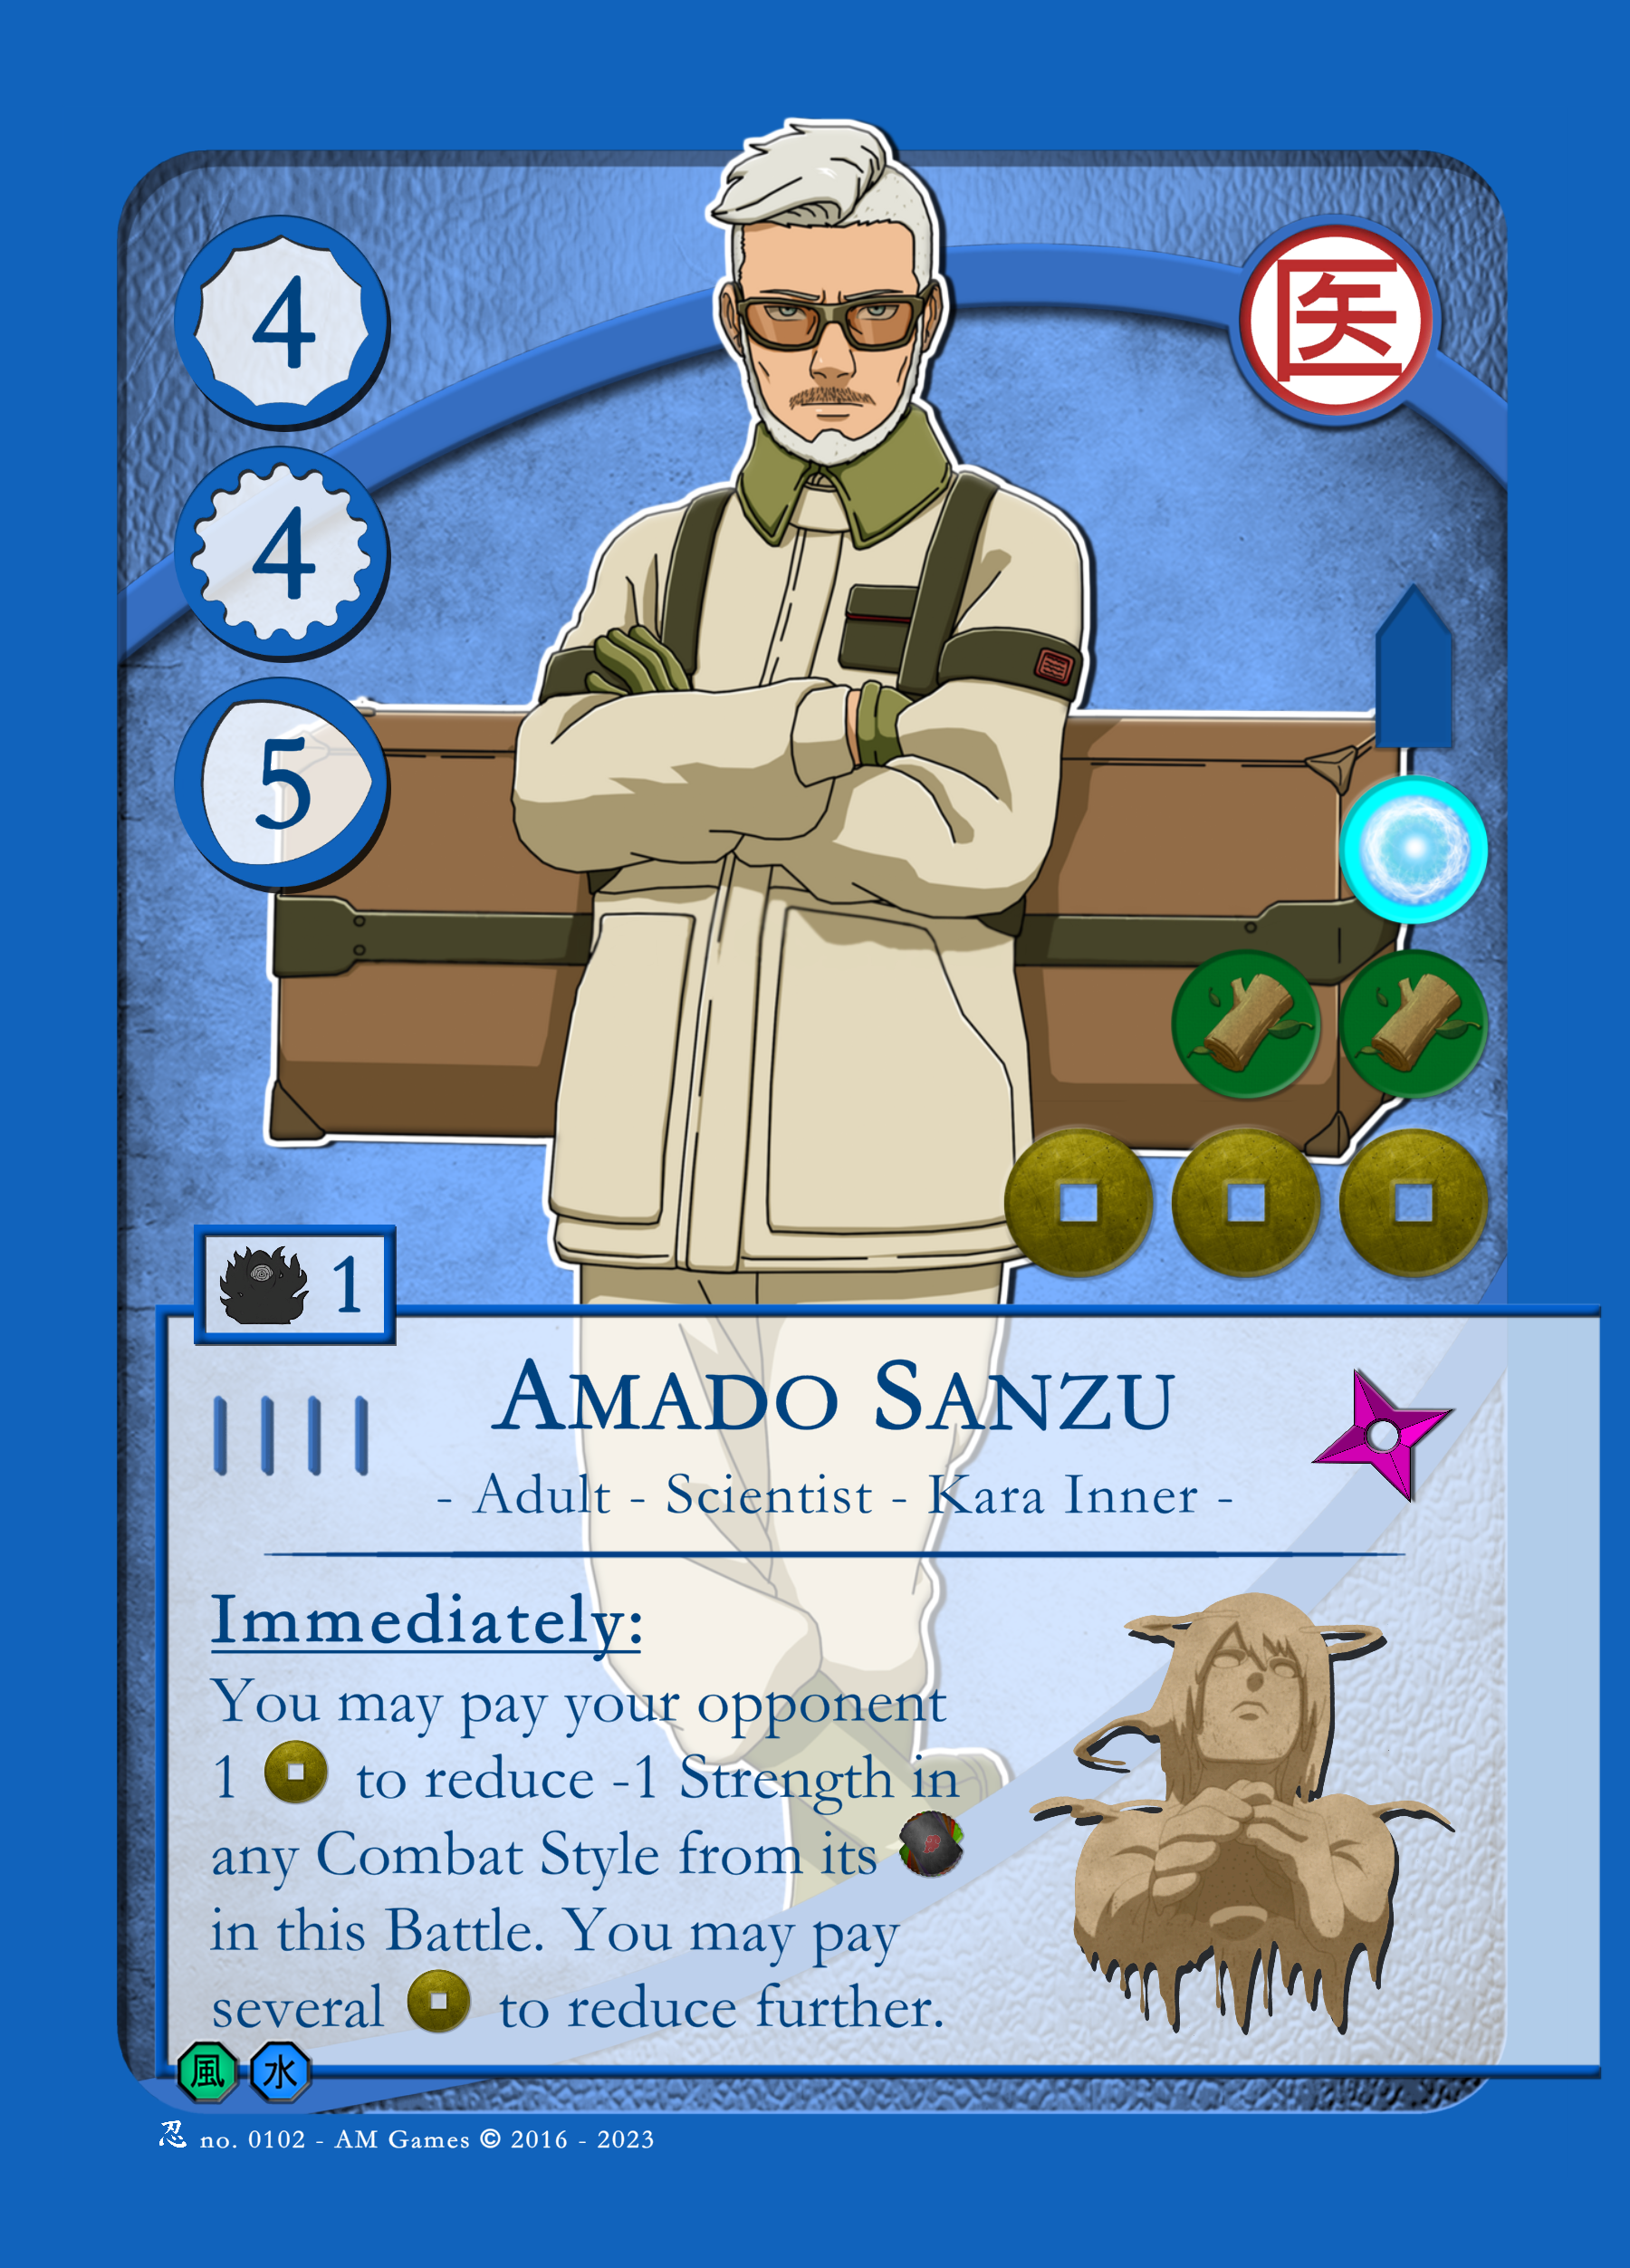 4
医
4
5
1
Amado Sanzu
- Adult - Scientist - Kara Inner -
Immediately:
You may pay your opponent
1 to reduce -1 Strength in
any Combat Style from its
in this Battle. You may pay
several to reduce further.
風 水
忍 no. 0102 - AM Games © 2016 - 2023